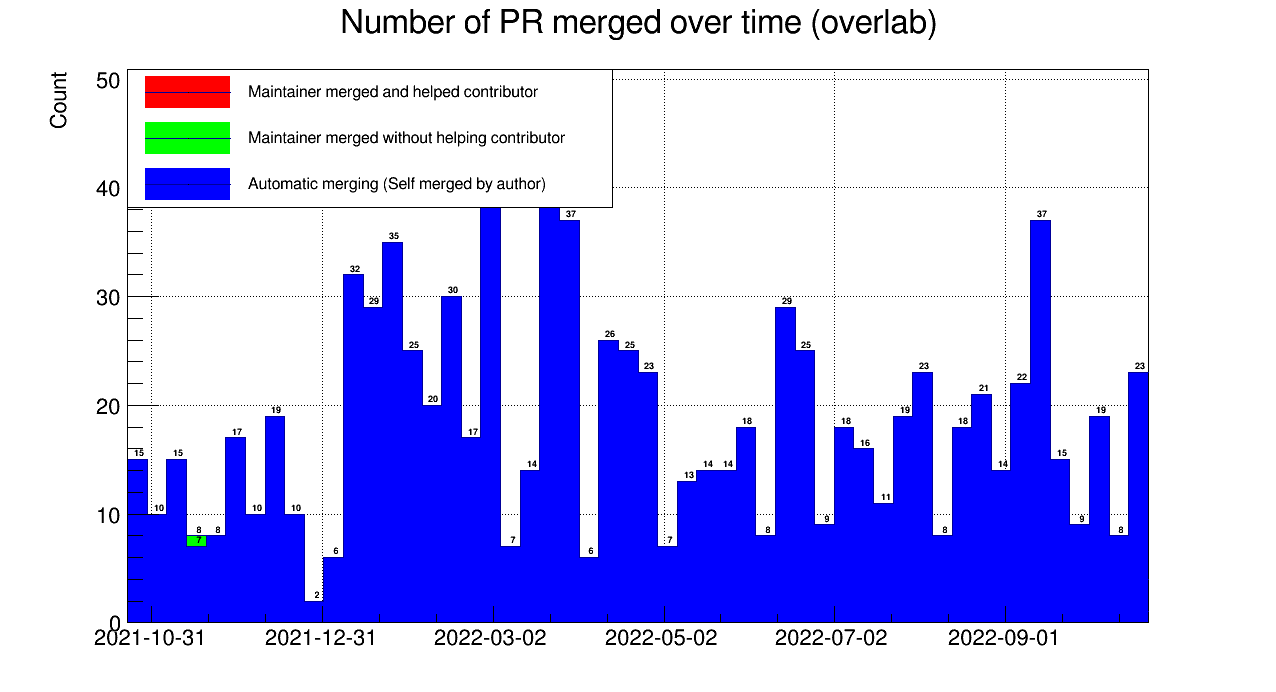 Number of PR merged over time (overlab)
Count
50
40
30
20
10
0
Maintainer merged and helped contributor
Maintainer merged without helping contributor
Automatic merging (Self merged by author)
15 10 15 8 7 8 17 10 19 10 2 6 32 29 35 25 20 30 17 7 14 37 6 26 25 23 7 13 14 14 18 8 29 25 9 18 16 11 19 23 8 18 21 14 22 37 15 9 19 8 23
2021-10-31 2021-12-31 2022-03-02 2022-05-02 2022-07-02 2022-09-01